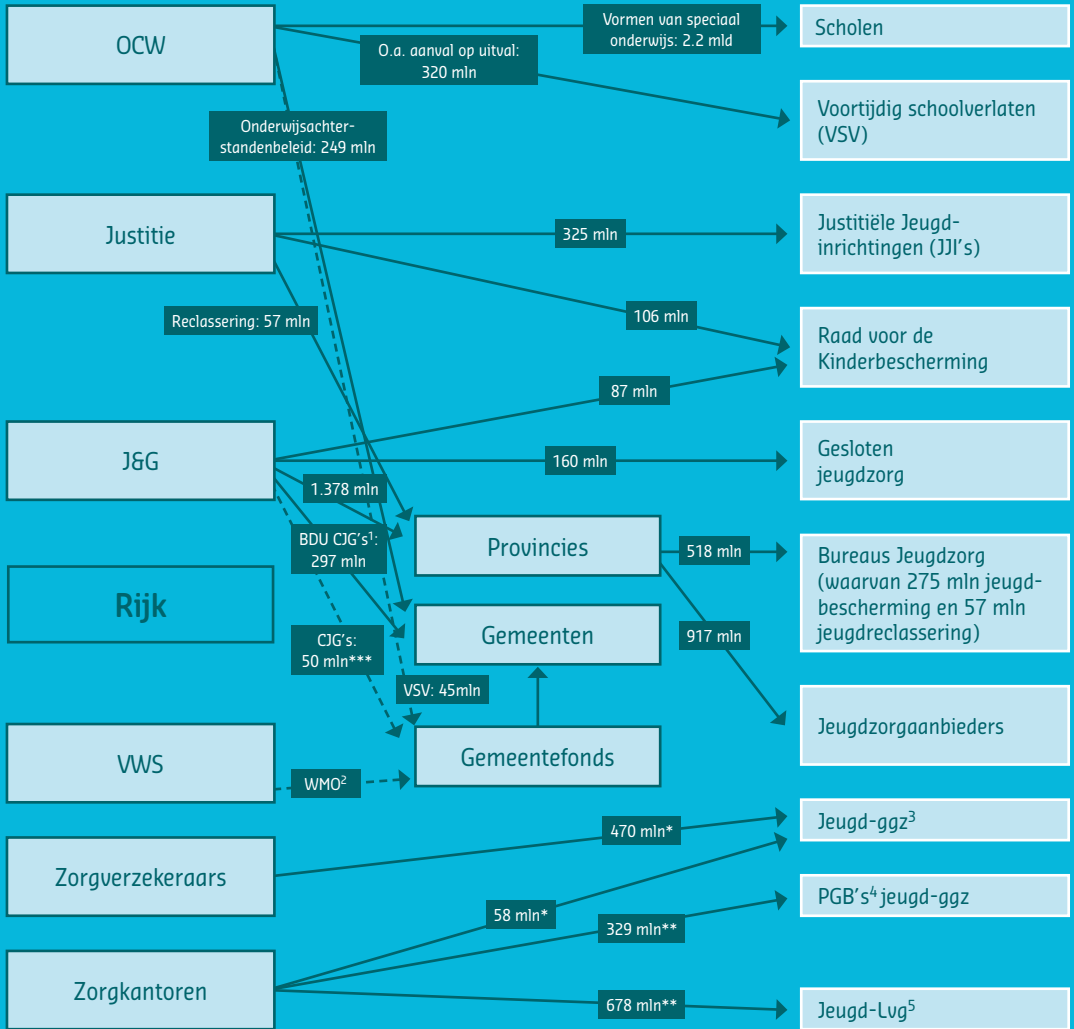 OCW
Vormen van speciaal
onderwijs: 2.2 mld
Scholen
O.a. aanval op uitval:
320 mln
Voortijdig schoolverlaten
(VSV)
Onderwijsachter-
standenbeleid: 249 mln
Justitie
325 mln
Justitiële Jeugd-
inrichtingen (JJI's)
Reclassering: 57 mln
106 mln
Raad voor de
Kinderbescherming
87 mln
J&G
160 mln
Gesloten
jeugdzorg
1.378 mln
BDU CJG's¹:
297 mln
Provincies
518 mln
Bureaus Jeugdzorg
(waarvan 275 mln jeugd-
bescherming en 57 mln
jeugdreclassering)
Rijk
Gemeenten
917 mln
CJG's:
50 mln***
VSV: 45mln
Jeugdzorgaanbieders
VWS
WMO²
Gemeentefonds
Zorgverzekeraars
470 mln*
Jeugd-ggz³
58 mln*
PGB's⁴ jeugd-ggz
329 mln**
Zorgkantoren
678 mln**
Jeugd-Lvg⁵